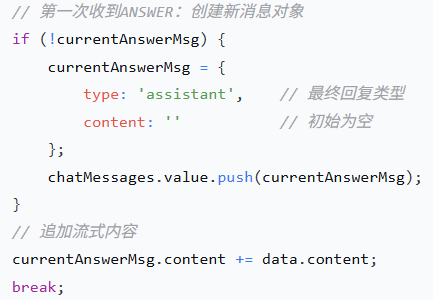 // 第一次收到ANSWER：创建新消息对象
if (!currentAnswerMsg) {
    currentAnswerMsg = {
        type: 'assistant',    // 最终回复类型
        content: ''           // 初始为空
    };
    chatMessages.value.push(currentAnswerMsg);
}
// 追加流式内容
currentAnswerMsg.content += data.content;
break;